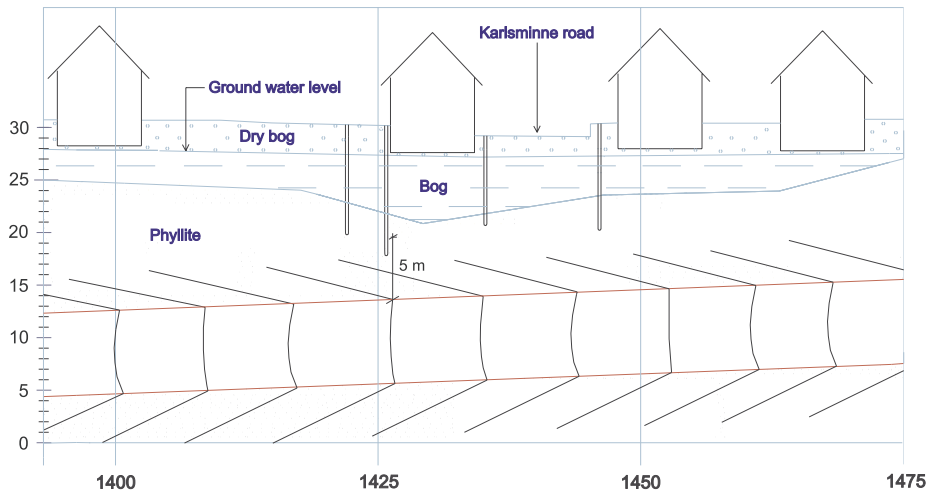 Karlsminne road
Ground water level
30
Dry bog
25
Bog
20
Phyllite
5 m
15
10
5
0
1400
1425
1450
1475